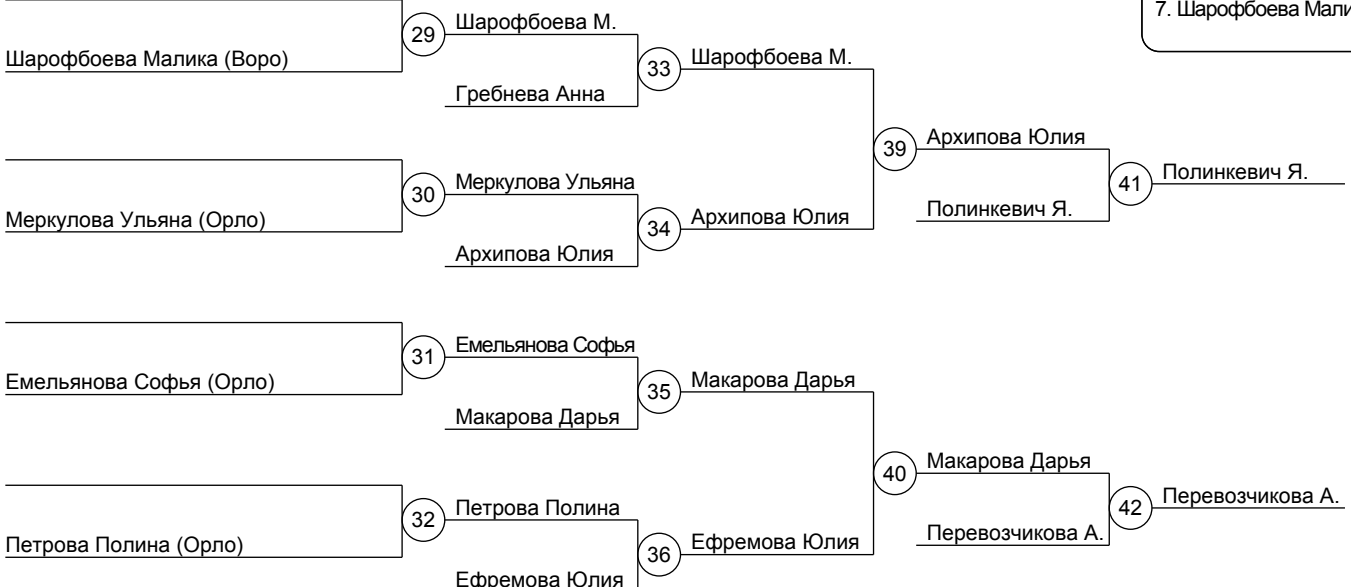 7. Шарофбоева Мали
29
Шарофбоева М.
Шарофбоева Малика (Воро)
33
Шарофбоева М.
Гребнева Анна
39
Архипова Юлия
30
Меркулова Ульяна
41
Полинкевич Я.
Меркулова Ульяна (Орло)
34
Архипова Юлия
Полинкевич Я.
Архипова Юлия
31
Емельянова Софья
Емельянова Софья (Орло)
35
Макарова Дарья
Макарова Дарья
40
Макарова Дарья
32
Петрова Полина
42
Перевозчикова А.
Петрова Полина (Орло)
36
Ефремова Юлия
Перевозчикова А.
Ефремова Юлия